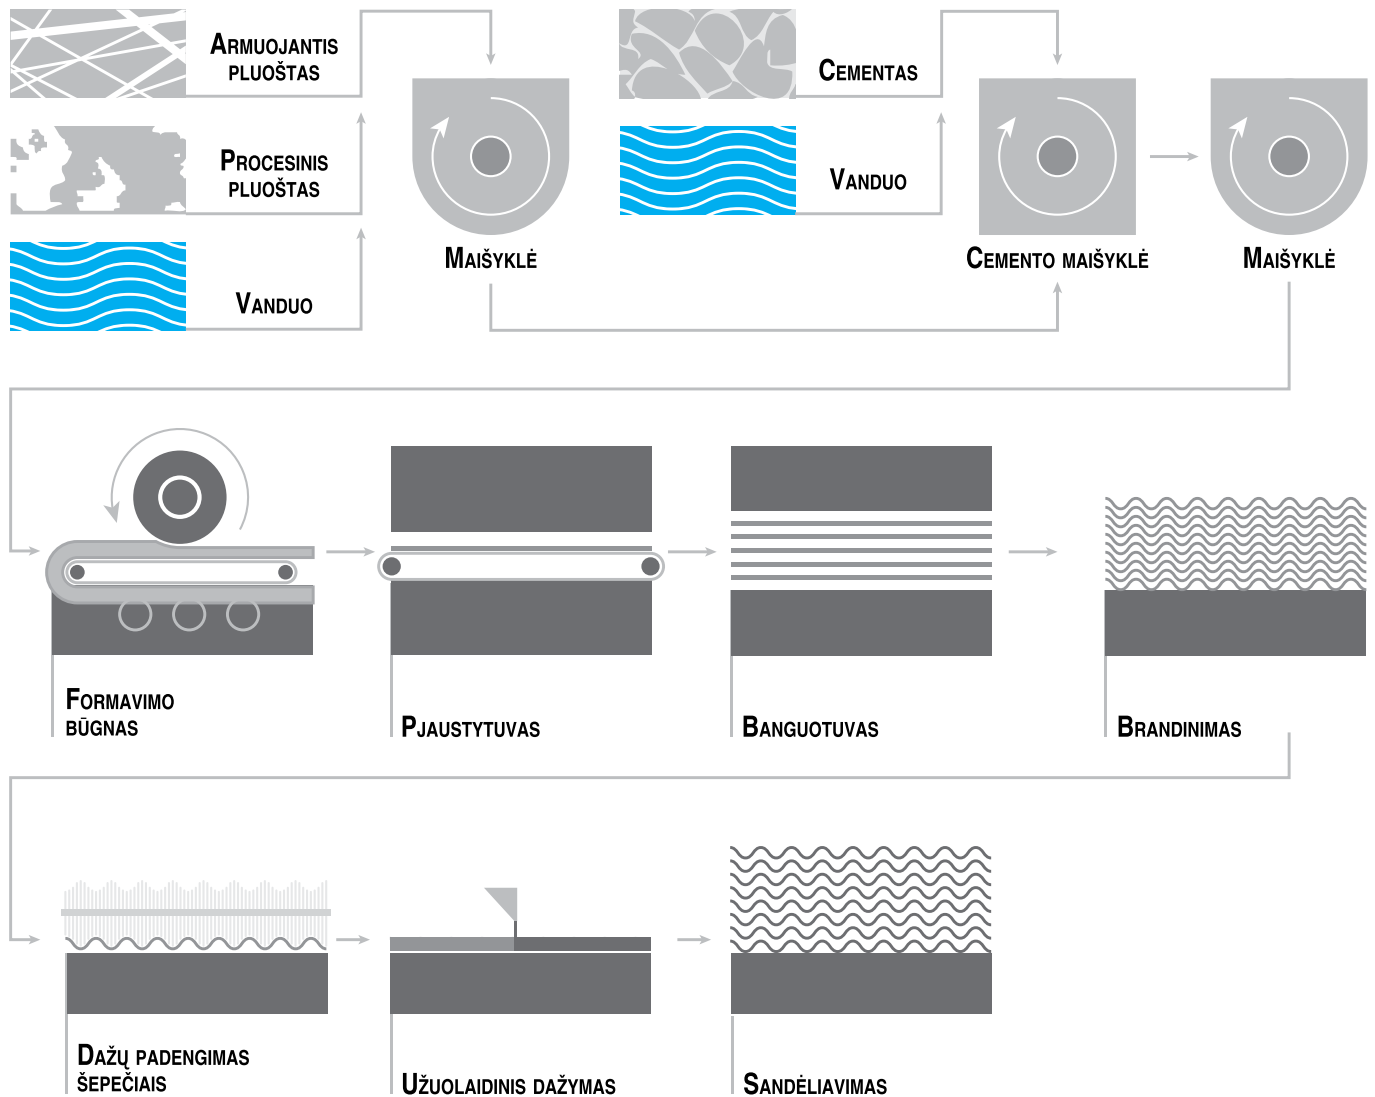 Armuojantis
pluoštas
Procesinis
pluoštas
Vanduo
Maišyklė
Cementas
Vanduo
Cemento maišyklė
Maišyklė
Formavimo
būgnas
Pjaustytuvas
Banguotuvas
Brandinimas
Dažų padengimas
šepečiais
Užuolaidinis dažymas
Sandėliavimas